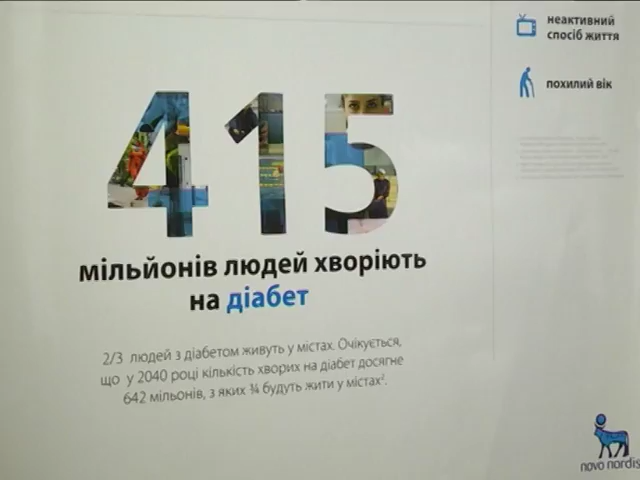 неактивний
спосіб життя
похилий вік
415
мільйонів людей хворіють
на діабет
2/3 людей з діабетом живуть у містах. Очікується,
що у 2040 році кількість хворих на діабет досягне
642 мільонів, з яких ¾ будуть жити у містах².
novo nordis